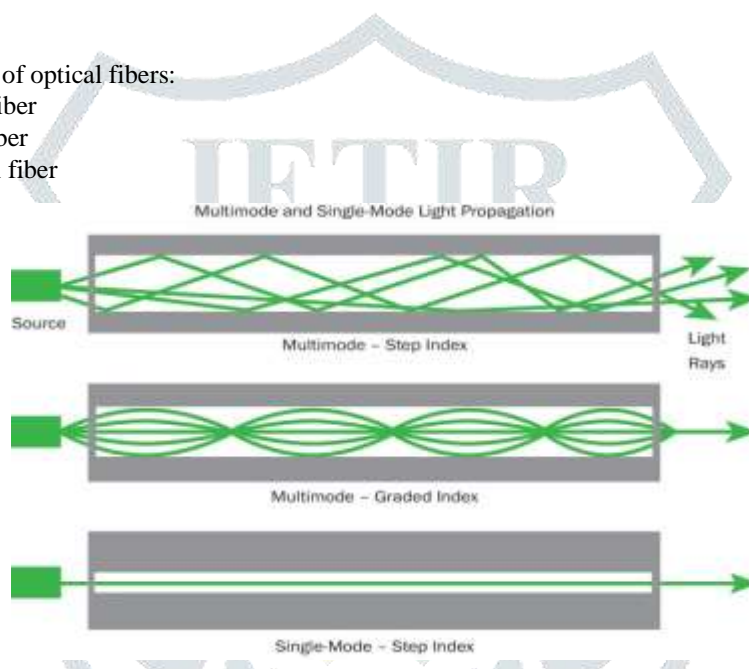 of optical fibers:
iber
ber
fiber
JETIR
Multimode and Single-Mode Light Propagation
Source
Multimode – Step Index
Light
Rays
Multimode – Graded Index
Single-Mode – Step Index